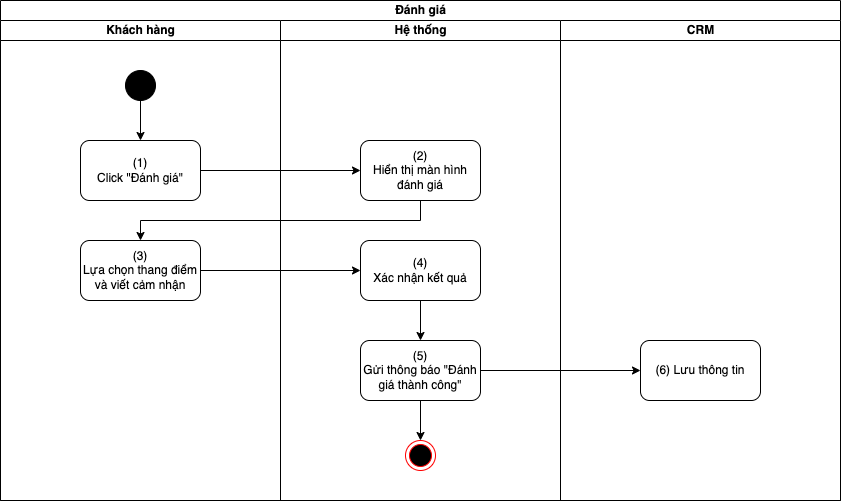 Đánh giá
Khách hàng
Hệ thống
CRM
(1)
Click "Đánh giá"
(2)
Hiển thị màn hình
đánh giá
(3)
Lựa chọn thang điểm
và viết cảm nhận
(4)
Xác nhận kết quả
(5)
Gửi thông báo "Đánh
giá thành công"
(6) Lưu thông tin